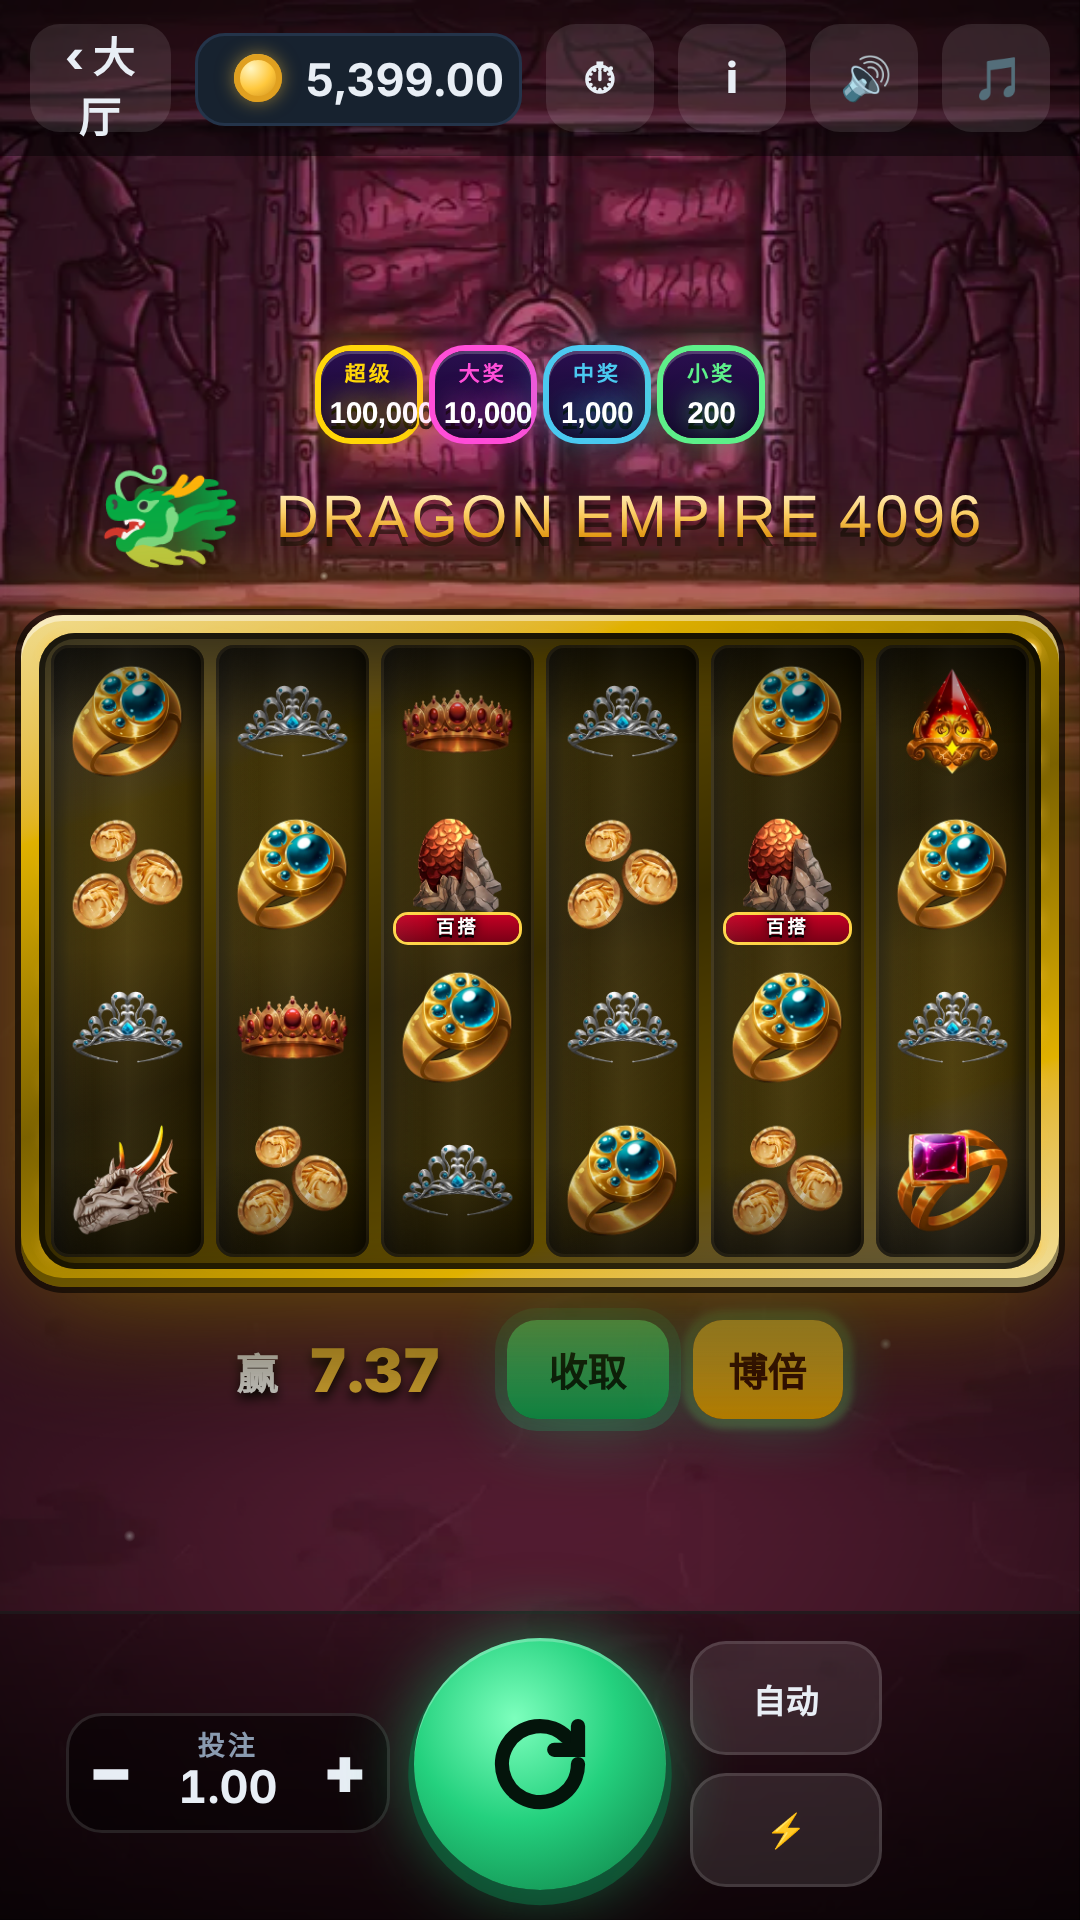 ‹ 大厅
5,399.00
i
超级
100,000
大奖
10,000
中奖
1,000
小奖
200
DRAGON EMPIRE 4096
百搭
百搭
赢 7.37
收取
博倍
自动
投注
1.00